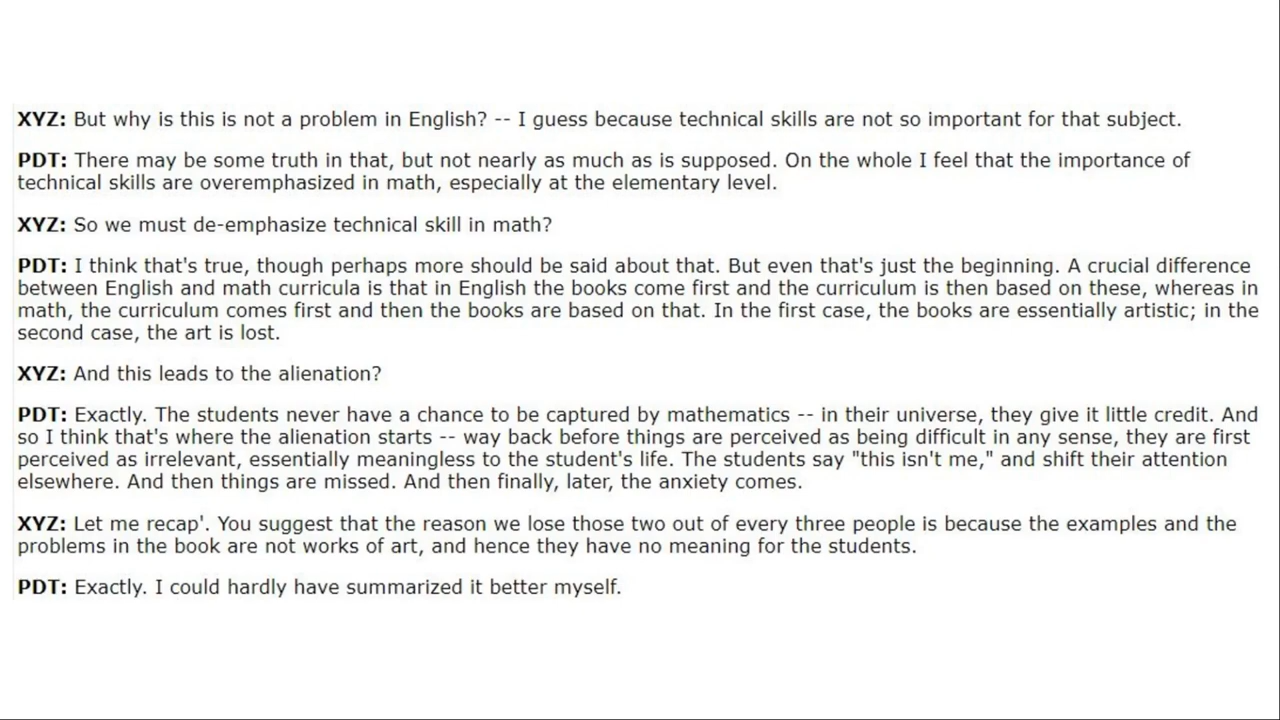 XYZ: But why is this is not a problem in English? -- I guess because technical skills are not so important for that subject.
PDT: There may be some truth in that, but not nearly as much as is supposed. On the whole I feel that the importance of
technical skills are overemphasized in math, especially at the elementary level.
XYZ: So we must de-emphasize technical skill in math?
PDT: I think that's true, though perhaps more should be said about that. But even that's just the beginning. A crucial difference
between English and math curricula is that in English the books come first and the curriculum is then based on these, whereas in
math, the curriculum comes first and then the books are based on that. In the first case, the books are essentially artistic; in the
second case, the art is lost.
XYZ: And this leads to the alienation?
PDT: Exactly. The students never have a chance to be captured by mathematics -- in their universe, they give it little credit. And
so I think that's where the alienation starts -- way back before things are perceived as being difficult in any sense, they are first
perceived as irrelevant, essentially meaningless to the student's life. The students say "this isn't me," and shift their attention
elsewhere. And then things are missed. And then finally, later, the anxiety comes.
XYZ: Let me recap'. You suggest that the reason we lose those two out of every three people is because the examples and the
problems in the book are not works of art, and hence they have no meaning for the students.
PDT: Exactly. I could hardly have summarized it better myself.